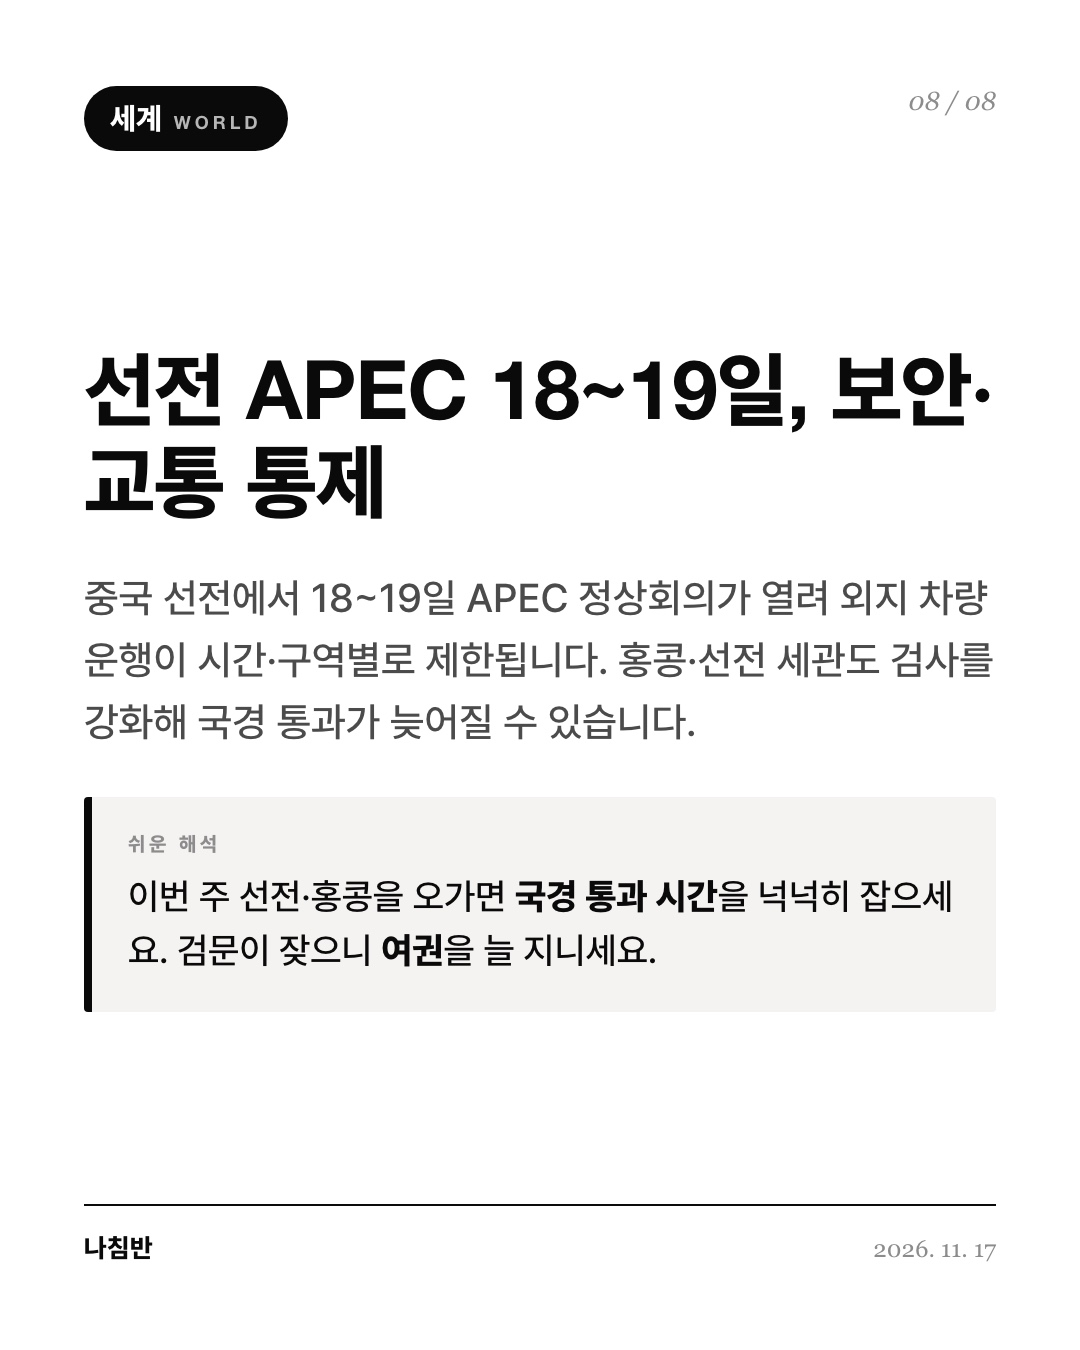 세계 WORLD
08 / 08
선전 APEC 18~19일, 보안·
교통 통제
중국 선전에서 18~19일 APEC 정상회의가 열려 외지 차량
운행이 시간·구역별로 제한됩니다. 홍콩·선전 세관도 검사를
강화해 국경 통과가 늦어질 수 있습니다.
쉬운 해석
이번 주 선전·홍콩을 오가면 국경 통과 시간을 넉넉히 잡으세
요. 검문이 잦으니 여권을 늘 지니세요.
나침반
2026. 11. 17